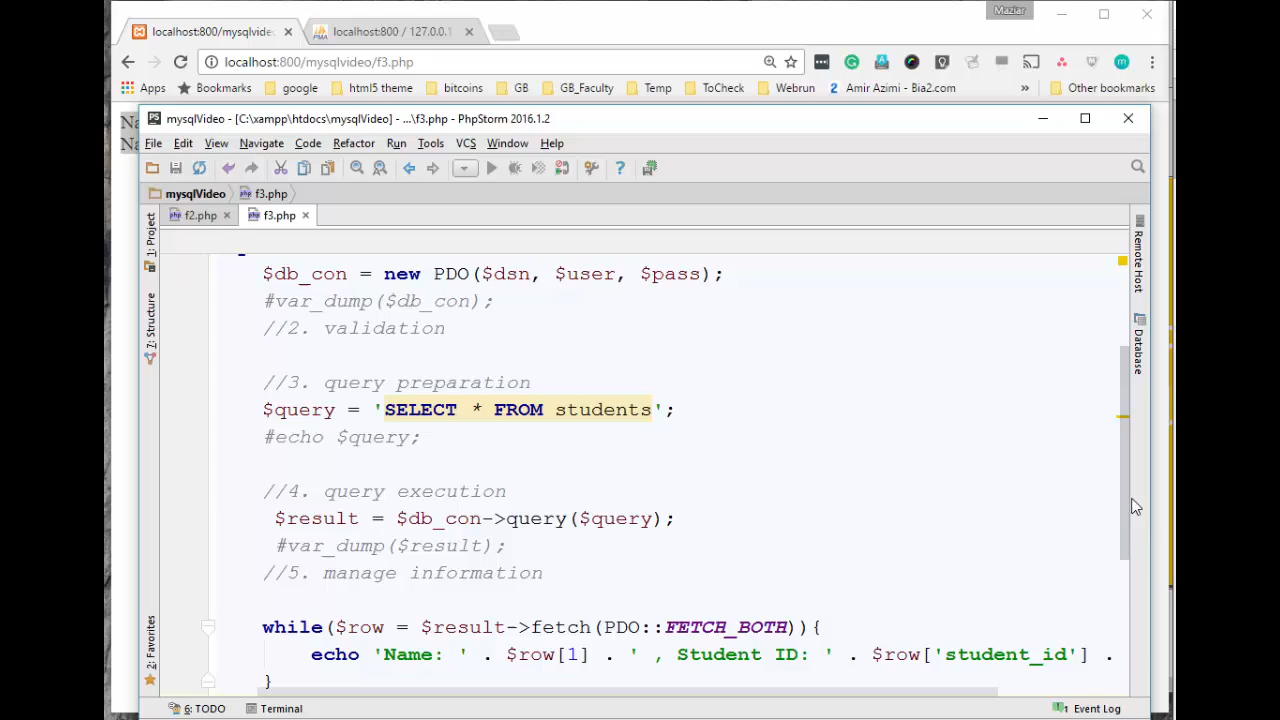 Maziar
localhost:800/mysqlvide
localhost:800 / 127.0.0.1
localhost:800/mysqlvideo/f3.php
Apps Bookmarks google html5 theme bitcoins GB GB_Faculty Temp ToCheck Webrun 2 Amir Azimi - Bia2.com » Other bookmarks
Na
Na
PS mysqlVideo - [C:\xampp\htdocs\mysqlVideo] - ...\f3.php - PhpStorm 2016.1.2
File Edit View Navigate Code Refactor Run Tools VCS Window Help
mysqlVideo f3.php
f2.php f3.php
1: Project
7: Structure
2: Favorites
Remote Host
Database
$db_con = new PDO($dsn, $user, $pass);
#var_dump($db_con);
//2. validation
//3. query preparation
$query = 'SELECT * FROM students';
#echo $query;
//4. query execution
$result = $db_con->query($query);
#var_dump($result);
//5. manage information
while($row = $result->fetch(PDO::FETCH_BOTH)){
echo 'Name: ' . $row[1] . ' , Student ID: ' . $row['student_id'] .
}
6: TODO Terminal 1 Event Log